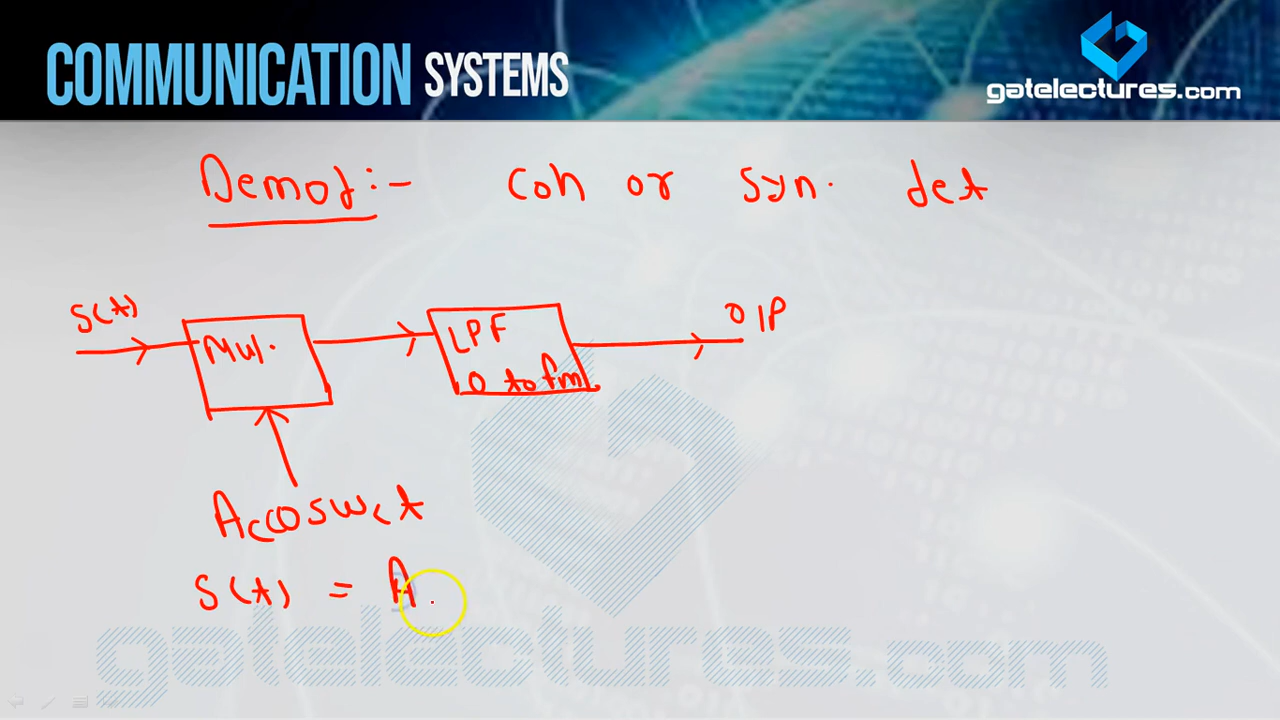 COMMUNICATION SYSTEMS
gatelectures.com
Demod:- Coh or syn. det
S(t)
Mul.
LPF
0 to fm
O/P
Accosωct
S(t) = A
gatelectures.com